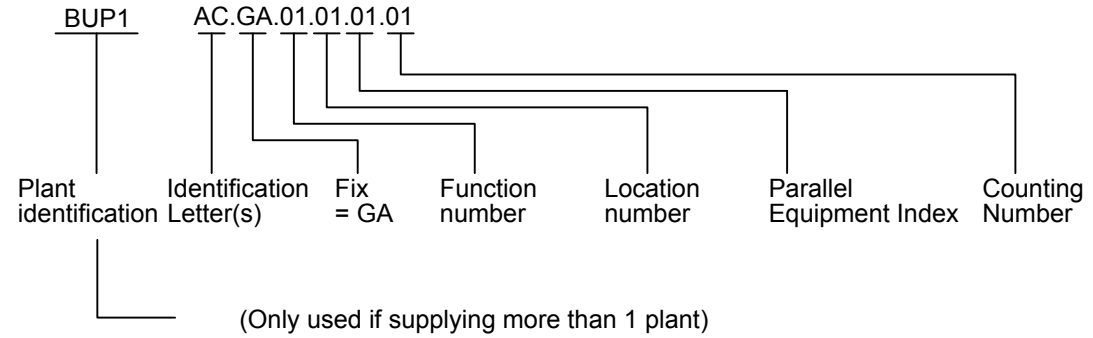 BUP1 AC.GA.01.01.01.01
Plant identification
Identification Letter(s)
Fix = GA
Function number
Location number
Parallel Equipment Index
Counting Number
(Only used if supplying more than 1 plant)